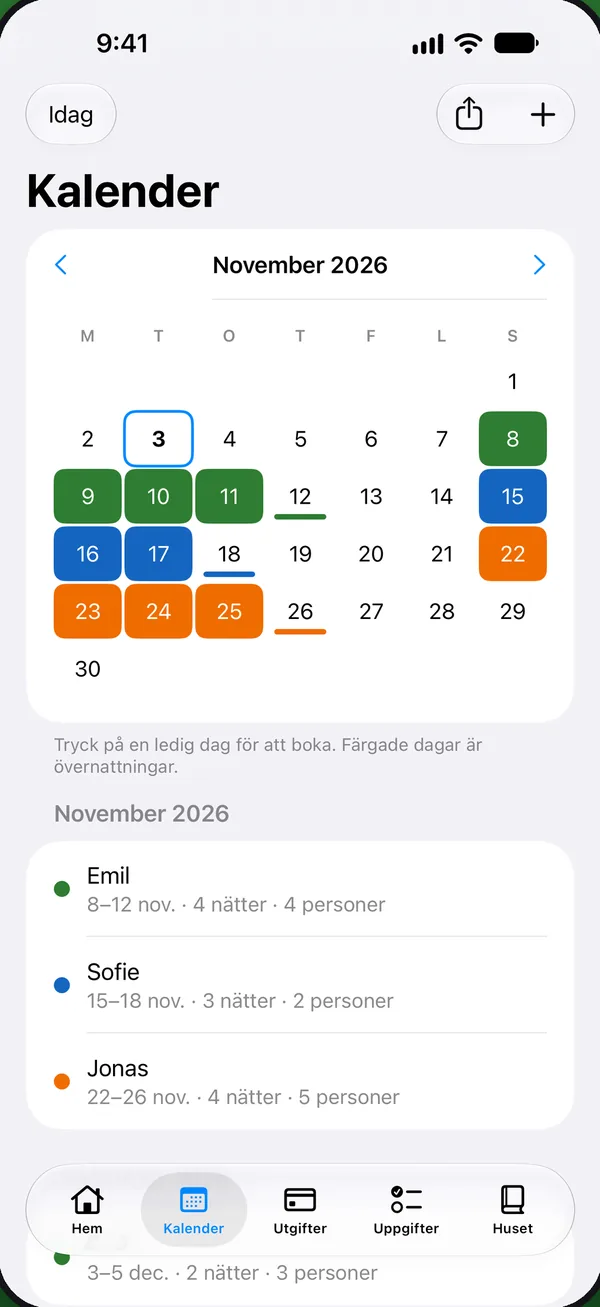 9:41
Idag
Kalender
November 2026
M T O T F L S
1
2 3 4 5 6 7 8
9 10 11 12 13 14 15
16 17 18 19 20 21 22
23 24 25 26 27 28 29
30
Tryck på en ledig dag för att boka. Färgade dagar är
övernattningar.
November 2026
Emil
8–12 nov. · 4 nätter · 4 personer
Sofie
15–18 nov. · 3 nätter · 2 personer
Jonas
22–26 nov. · 4 nätter · 5 personer
Hem Kalender Utgifter Uppgifter Huset
3–5 dec. · 2 nätter · 3 personer